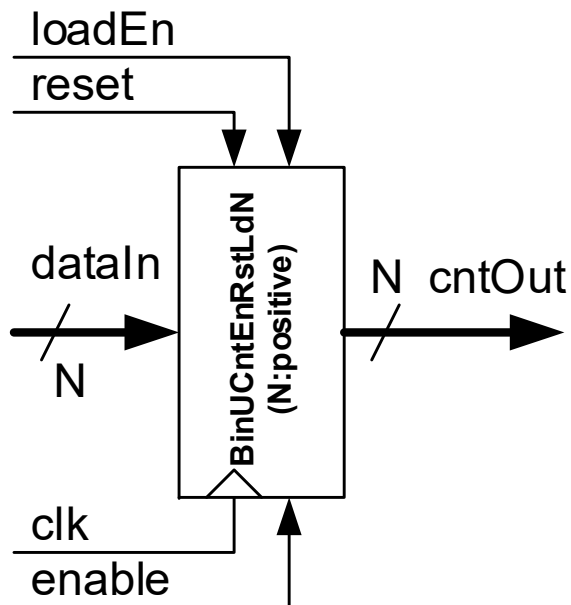 loadEn
reset
dataIn
N
BinUCntEnRstLdN
(N:positive)
N cntOut
clk
enable